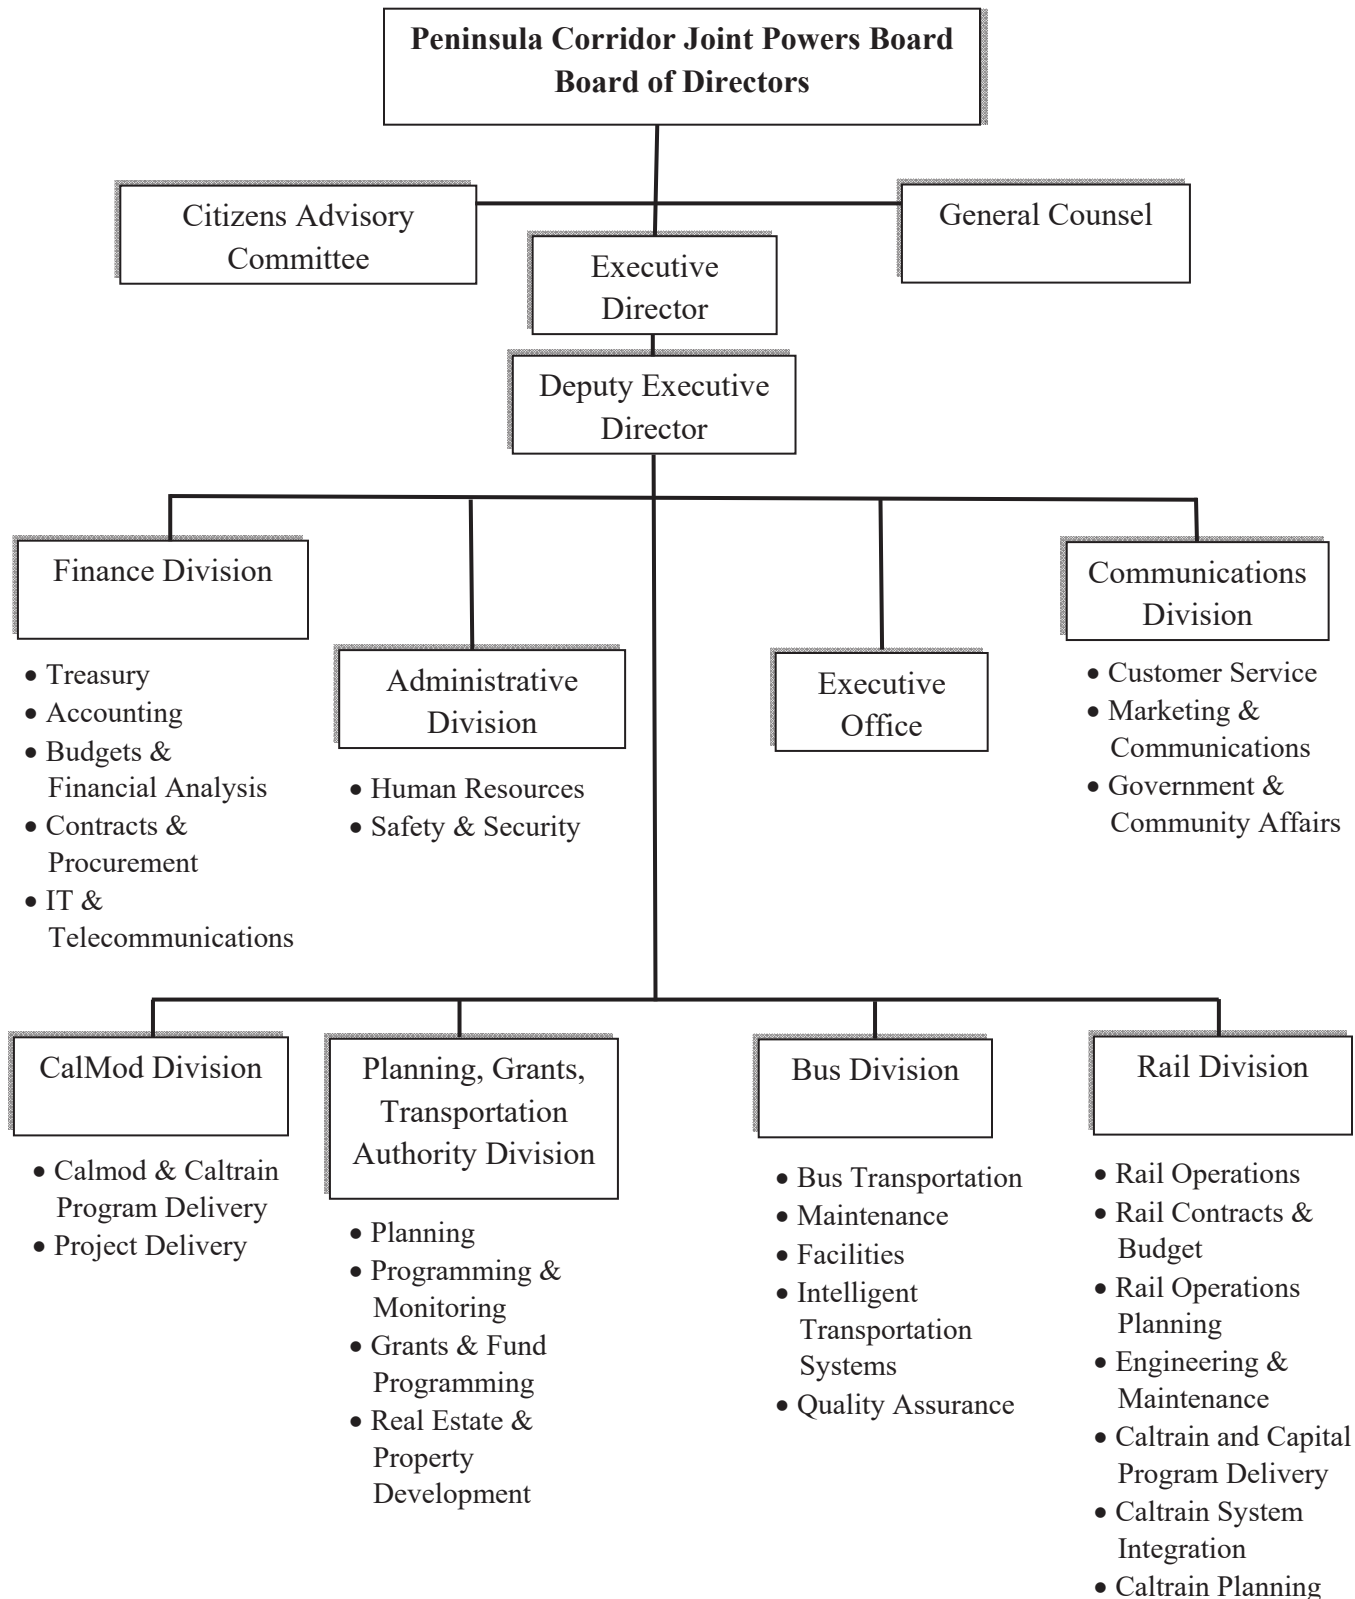 Peninsula Corridor Joint Powers Board
Board of Directors
Citizens Advisory
Committee
General Counsel
Executive
Director
Deputy Executive
Director
Finance Division
• Treasury
• Accounting
• Budgets &
Financial Analysis
• Contracts &
Procurement
• IT &
Telecommunications
Administrative
Division
• Human Resources
• Safety & Security
Executive
Office
Communications
Division
• Customer Service
• Marketing &
Communications
• Government &
Community Affairs
CalMod Division
• Calmod & Caltrain
Program Delivery
• Project Delivery
Planning, Grants,
Transportation
Authority Division
• Planning
• Programming &
Monitoring
• Grants & Fund
Programming
• Real Estate &
Property
Development
Bus Division
• Bus Transportation
• Maintenance
• Facilities
• Intelligent
Transportation
Systems
• Quality Assurance
Rail Division
• Rail Operations
• Rail Contracts &
Budget
• Rail Operations
Planning
• Engineering &
Maintenance
• Caltrain and Capital
Program Delivery
• Caltrain System
Integration
• Caltrain Planning